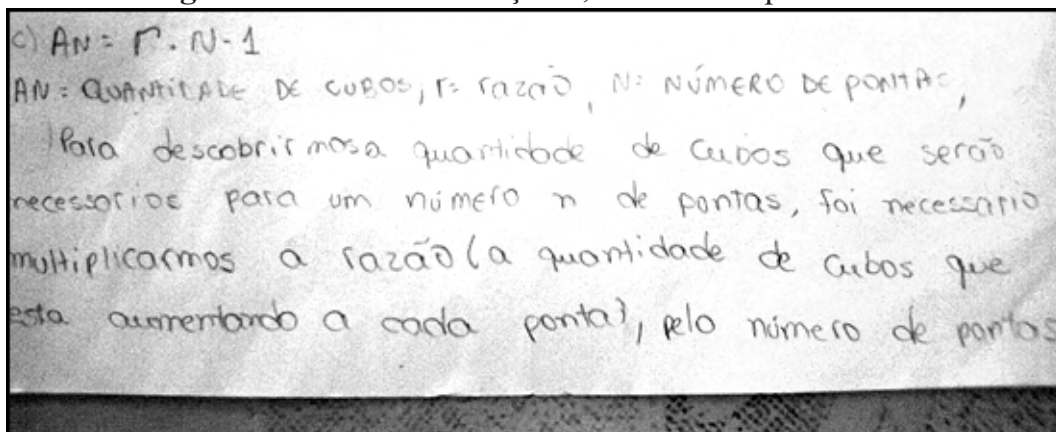 c) AN = r. N-1
AN: QUANTIDADE DE CUBOS, r= razão, N: NÚMERO DE PONTAS,
Para descobrirmosa quantidade de cubos que serão
necessarios para um número n de pontas, foi necessario
multiplicarmos a razão (a quantidade de cubos que
esta aumentando a cada ponta), pelo número de pontas